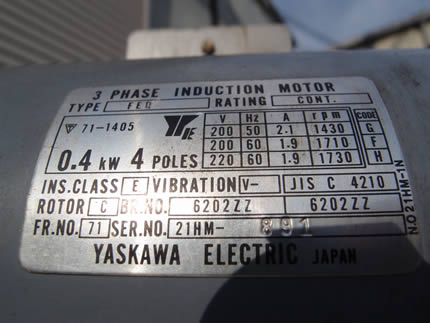 3 PHASE INDUCTION MOTOR
TYPE FEQ RATING CONT.
71-1405 YE V Hz A rpm CODE
200 50 2.1 1430 G
200 60 1.9 1710 F
220 60 1.9 1730 H
0.4 kW 4 POLES
INS.CLASS E VIBRATION V- JIS C 4210
ROTOR C BR.NO. 6202ZZ 6202ZZ
FR.NO. 71 SER.NO. 21HM- 891
YASKAWA ELECTRIC JAPAN
N.O 21HM-1N